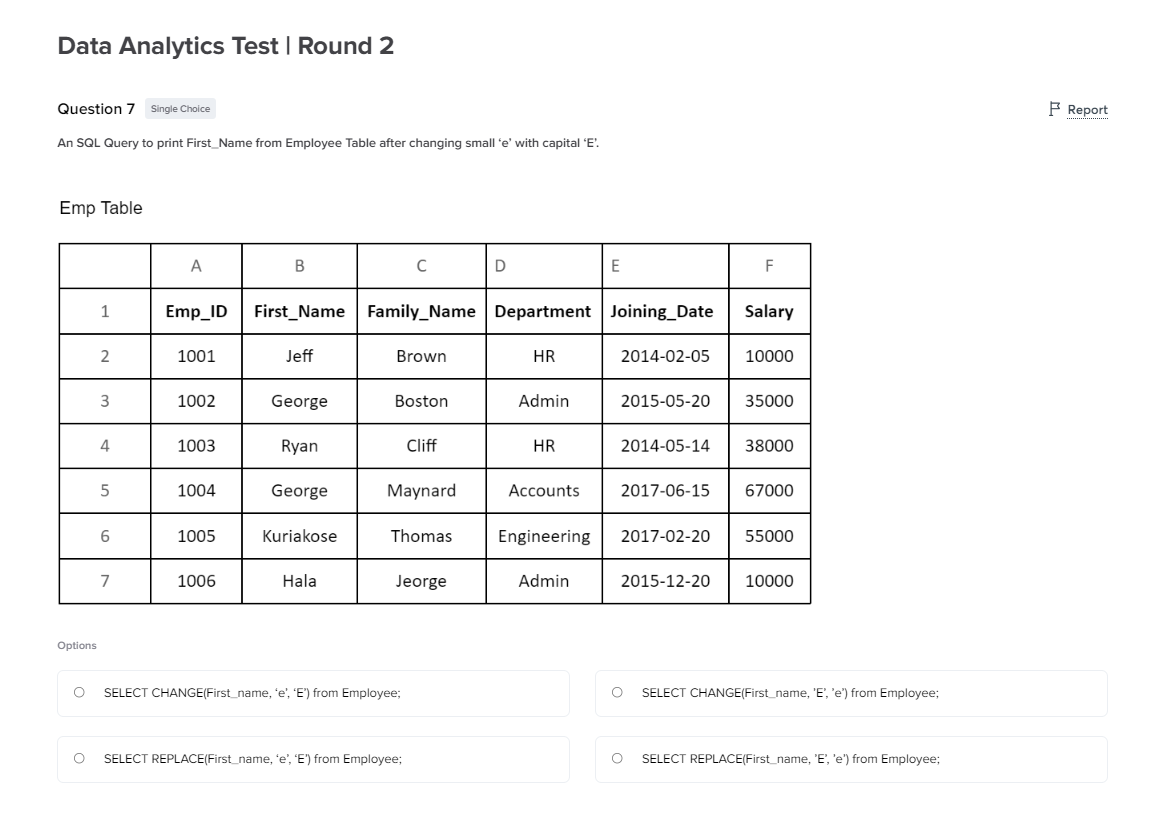 Data Analytics Test | Round 2
Question 7 Single Choice Report
An SQL Query to print First_Name from Employee Table after changing small ‘e’ with capital ‘E’.
Emp Table
A B C D E F
1 Emp_ID First_Name Family_Name Department Joining_Date Salary
2 1001 Jeff Brown HR 2014-02-05 10000
3 1002 George Boston Admin 2015-05-20 35000
4 1003 Ryan Cliff HR 2014-05-14 38000
5 1004 George Maynard Accounts 2017-06-15 67000
6 1005 Kuriakose Thomas Engineering 2017-02-20 55000
7 1006 Hala Jeorge Admin 2015-12-20 10000
Options
SELECT CHANGE(First_name, ‘e’, ‘E’) from Employee; SELECT CHANGE(First_name, ’E’, ’e’) from Employee;
SELECT REPLACE(First_name, ‘e’, ‘E’) from Employee; SELECT REPLACE(First_name, ’E’, ’e’) from Employee;